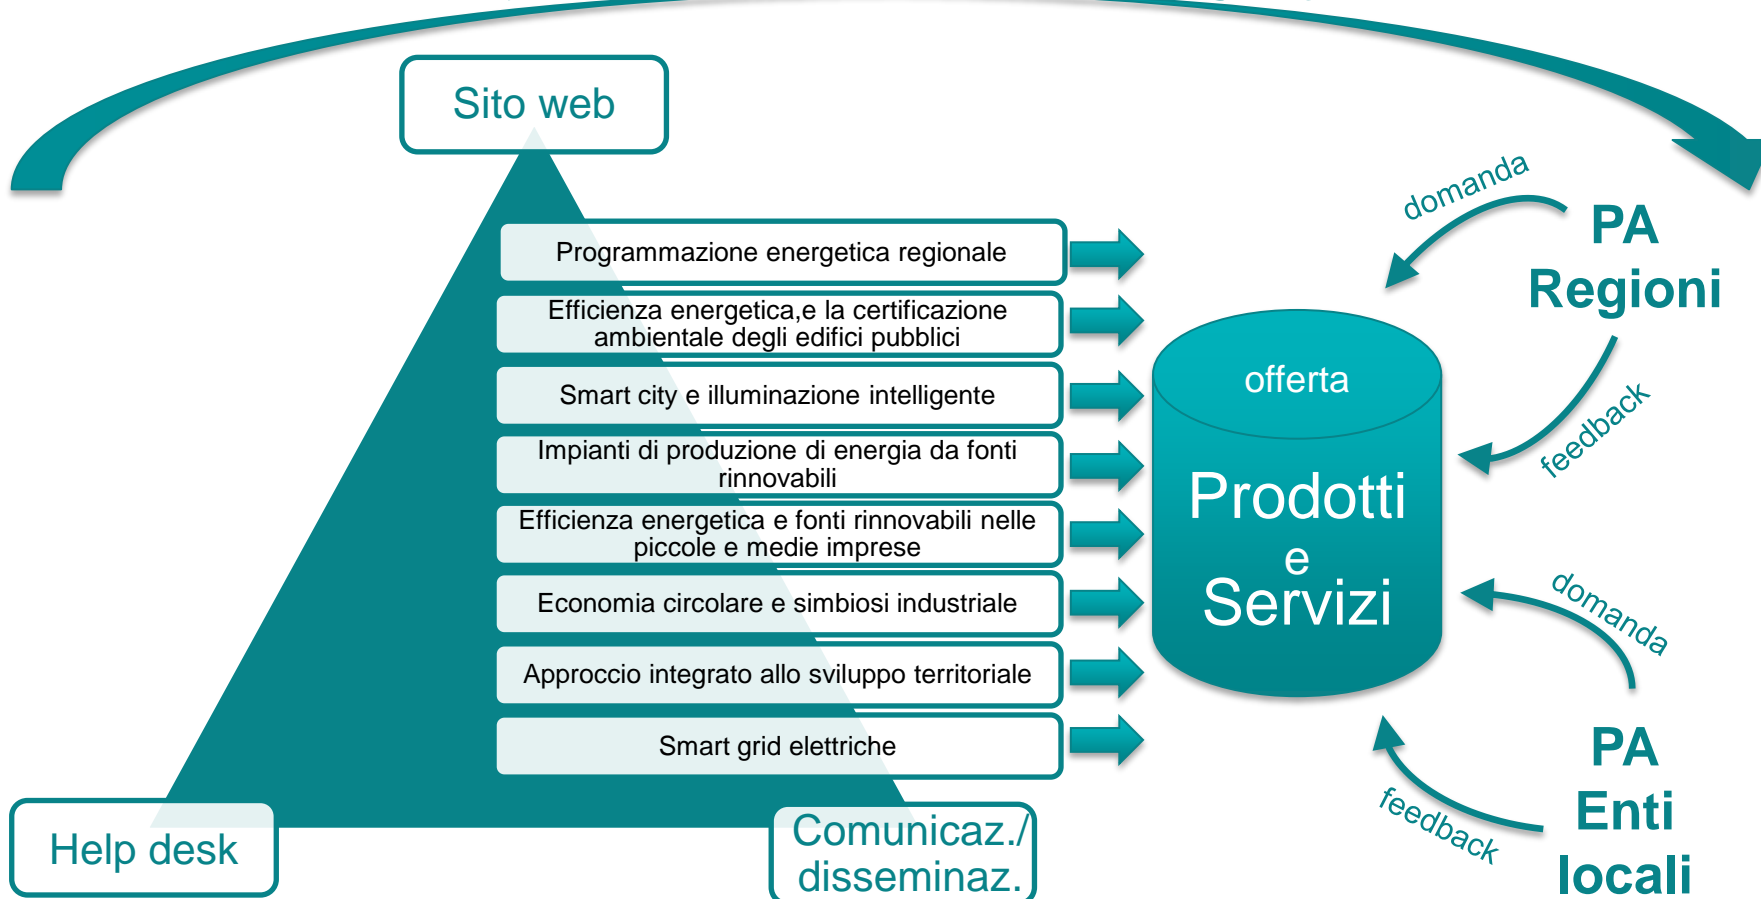 Sito web
Programmazione energetica regionale
Efficienza energetica,e la certificazione
ambientale degli edifici pubblici
Smart city e illuminazione intelligente
Impianti di produzione di energia da fonti
rinnovabili
Efficienza energetica e fonti rinnovabili nelle
piccole e medie imprese
Economia circolare e simbiosi industriale
Approccio integrato allo sviluppo territoriale
Smart grid elettriche
Help desk
Comunicaz./
disseminaz.
offerta
Prodotti
e
Servizi
domanda
PA
Regioni
feedback
domanda
PA
Enti
locali
feedback